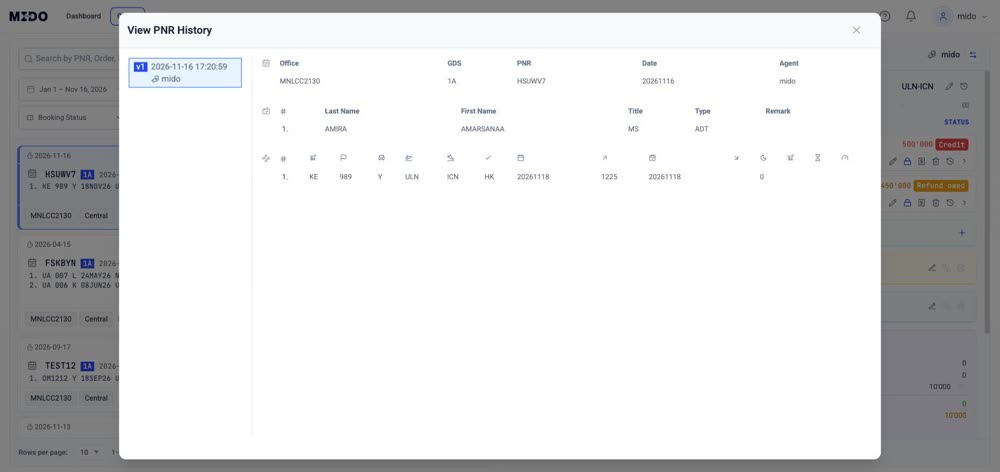 MIDO
Dashboard
mido
View PNR History
v1 2026-11-16 17:20:59
mido
Office GDS PNR Date Agent
MNLCC2130 1A HSUWV7 20261116 mido
# Last Name First Name Title Type Remark
1. AMIRA AMARSANAA MS ADT
#
1. KE 989 Y ULN ICN HK 20261118 1225 20261118 0
Search by PNR, Order,
Jan 1 – Nov 16, 2026
Booking Status
2026-11-16
HSUWV7 1A 2026-
1. KE 989 Y 18NOV26 U
MNLCC2130 Central
2026-04-15
FSKBYN 1A 2026-
1. UA 007 L 24MAY26 N
2. UA 006 K 08JUN26 U
MNLCC2130 Central
2026-09-17
TEST12 1A 2026-
1. OM1212 Y 18SEP26 U
MNLCC2130 Central
2026-11-13
Rows per page: 10 1-
mido
ULN-ICN
STATUS
500'000 Credit
450'000 Refund owed
0
0
10'000
0
10'000